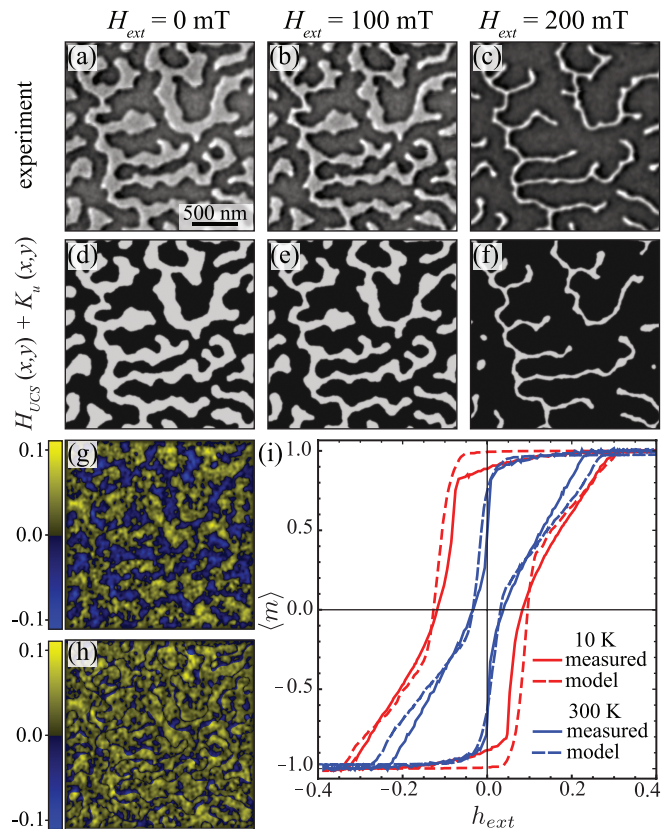 H_ext = 0 mT H_ext = 100 mT H_ext = 200 mT
experiment
(a) (b) (c)
500 nm
H_UCS (x,y) + K_u (x,y)
(d) (e) (f)
(g)
0.1
0.0
-0.1
(h)
0.1
0.0
-0.1
(i)
⟨m⟩
1.0
0.5
0.0
-0.5
-1.0
10 K
measured
model
300 K
measured
model
-0.4 -0.2 0.0 0.2 0.4
h_ext